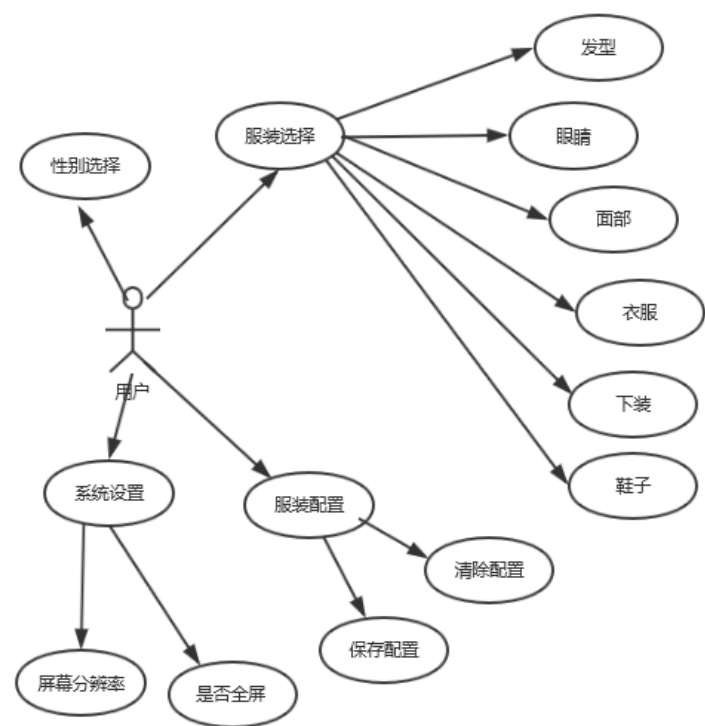 发型
服装选择
眼睛
性别选择
面部
衣服
用户
下装
鞋子
系统设置
服装配置
清除配置
保存配置
屏幕分辨率
是否全屏